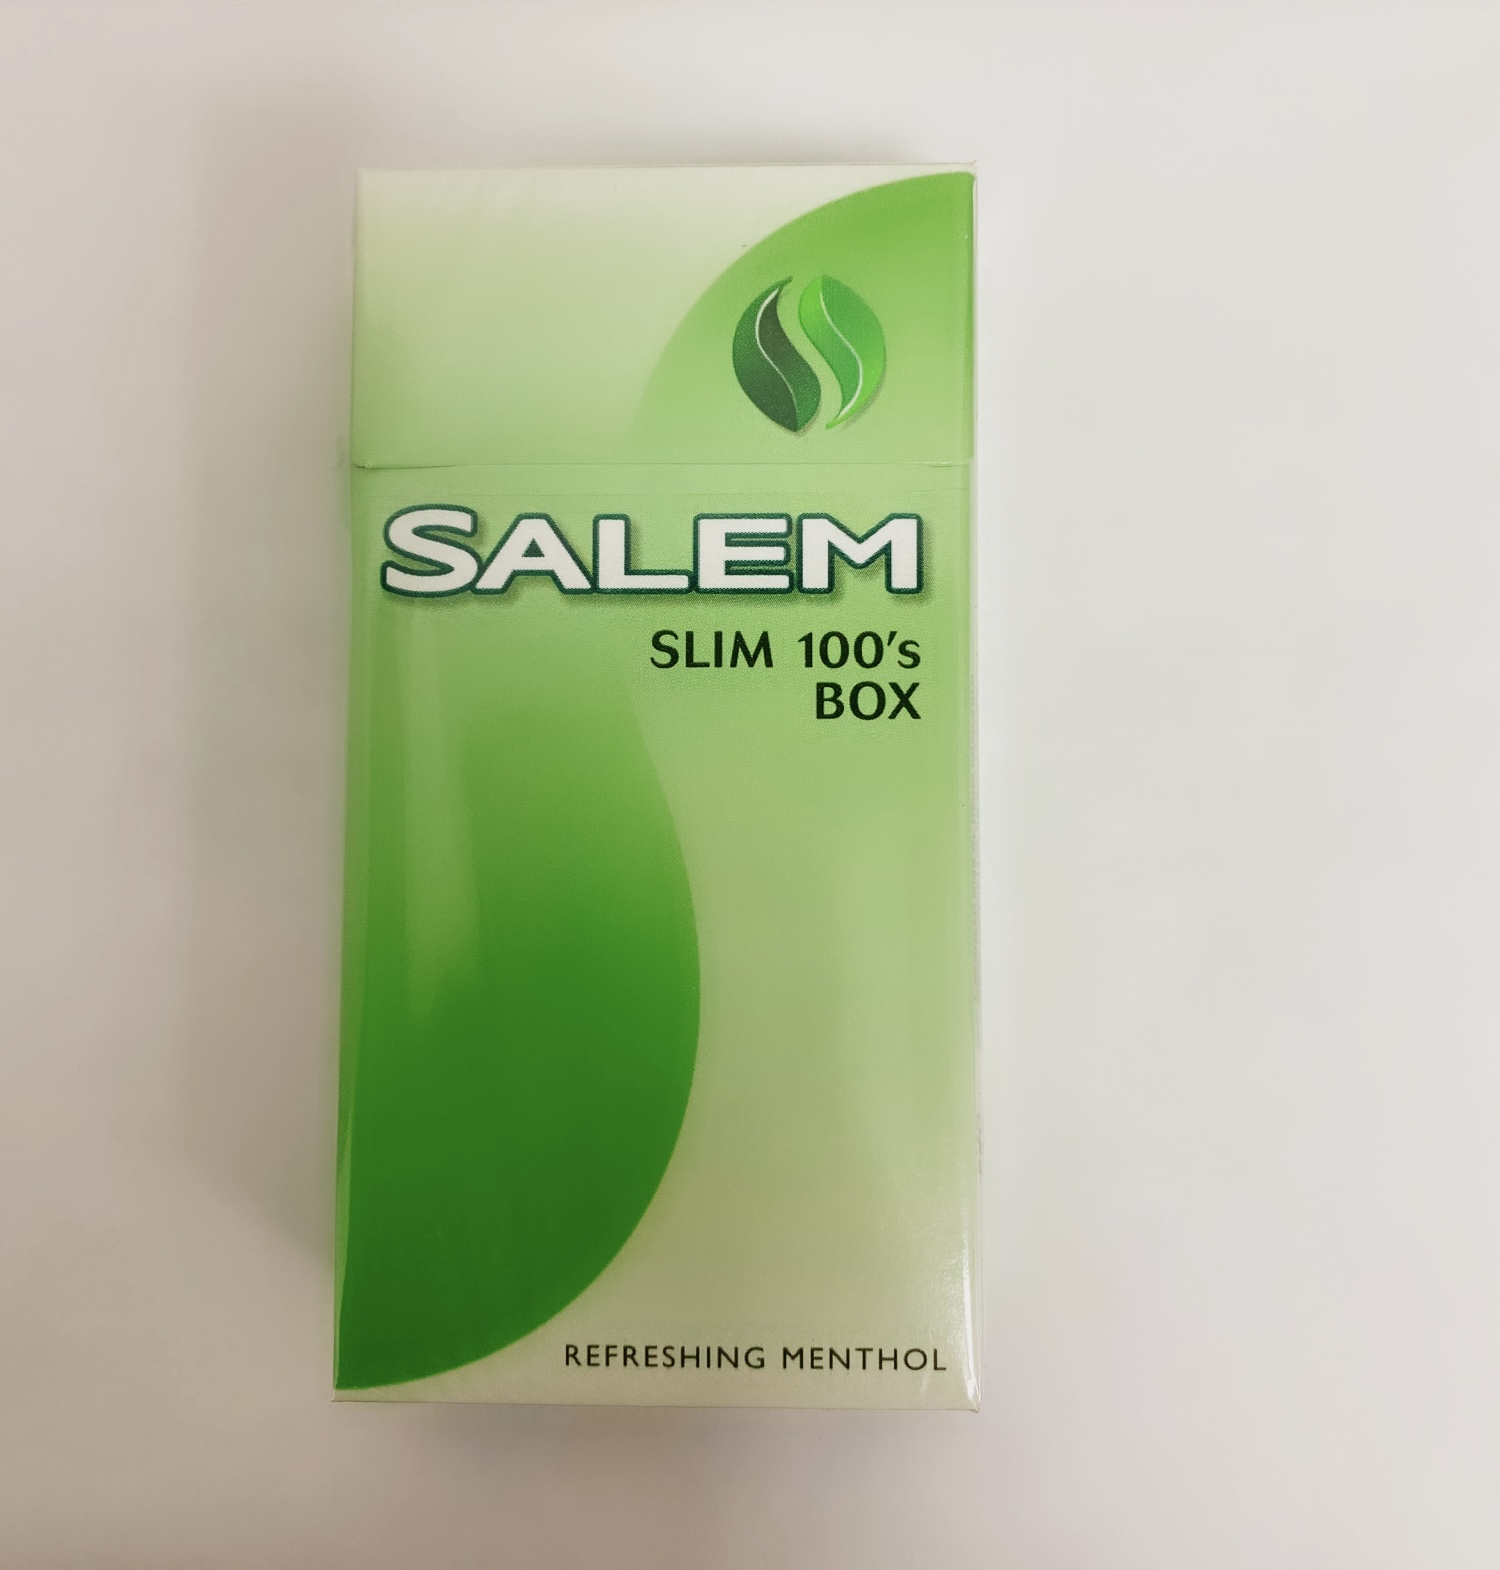 SALEM
SLIM 100's
BOX
REFRESHING MENTHOL